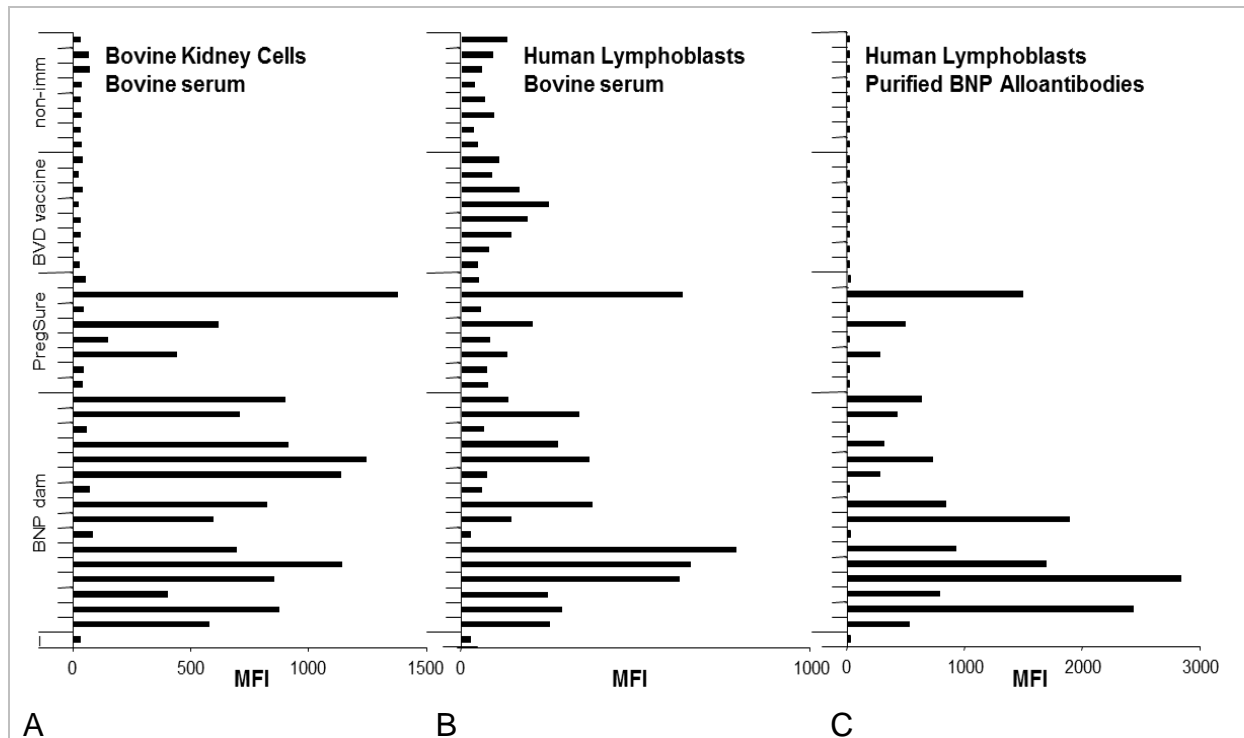 Bovine Kidney Cells
Bovine serum
Human Lymphoblasts
Bovine serum
Human Lymphoblasts
Purified BNP Alloantibodies
non-imm
BVD vaccine
PregSure
BNP dam
0 500 1000 1500
MFI
0 1000
MFI
0 1000 2000 3000
MFI
A
B
C